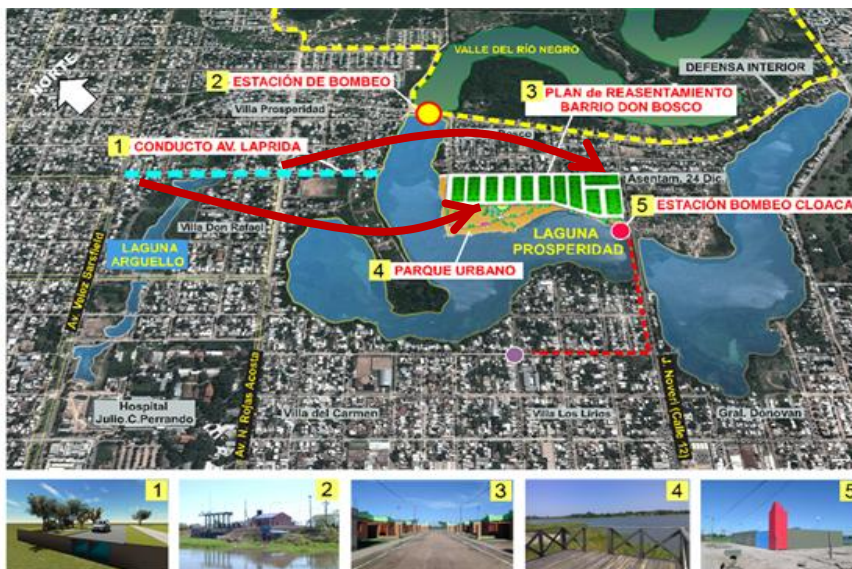 VALLE DEL RÍO NEGRO
NORTE
2 ESTACIÓN DE BOMBEO
DEFENSA INTERIOR
Villa Prosperidad
3 PLAN de REASENTAMIENTO
BARRIO DON BOSCO
1 CONDUCTO AV. LAPRIDA
Bosco
Asentam. 24 Dic.
5 ESTACIÓN BOMBEO CLOACAL
Villa Don Rafael
LAGUNA
ARGUELLO
LAGUNA
PROSPERIDAD
4 PARQUE URBANO
Av. Velez Sarsfield
Av. N. Rojas Acosta
J. Noveri (Calle 12)
Hospital
Julio.C.Perrando
Villa del Carmen
Villa Los Lirios
Gral. Donovan
1
2
3
4
5